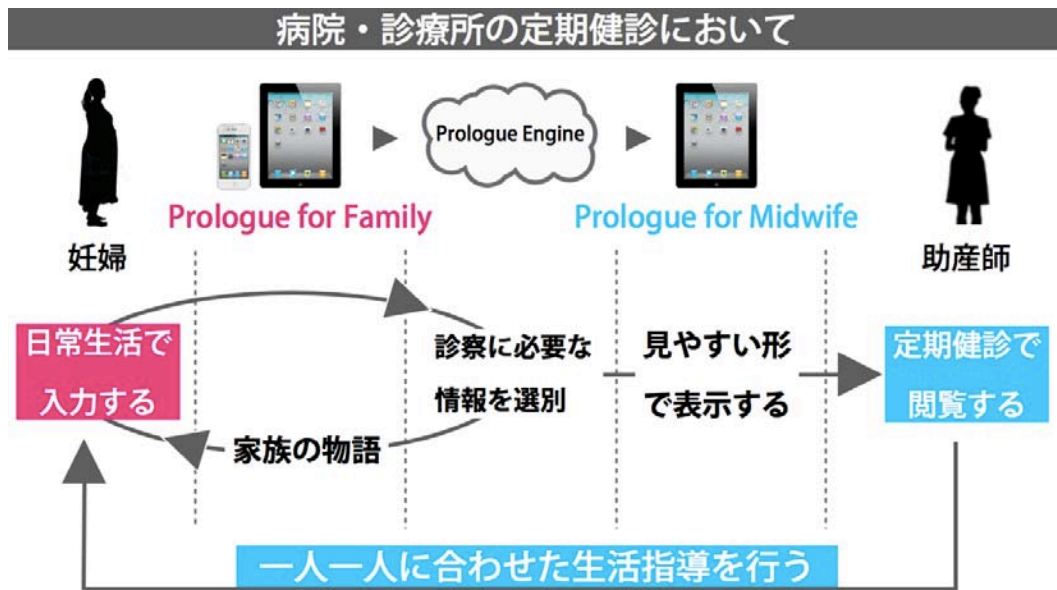 病院・診療所の定期健診において
Prologue Engine
Prologue for Family
Prologue for Midwife
妊婦
助産師
日常生活で
入力する
診察に必要な
情報を選別
見やすい形
で表示する
定期健診で
閲覧する
家族の物語
一人一人に合わせた生活指導を行う